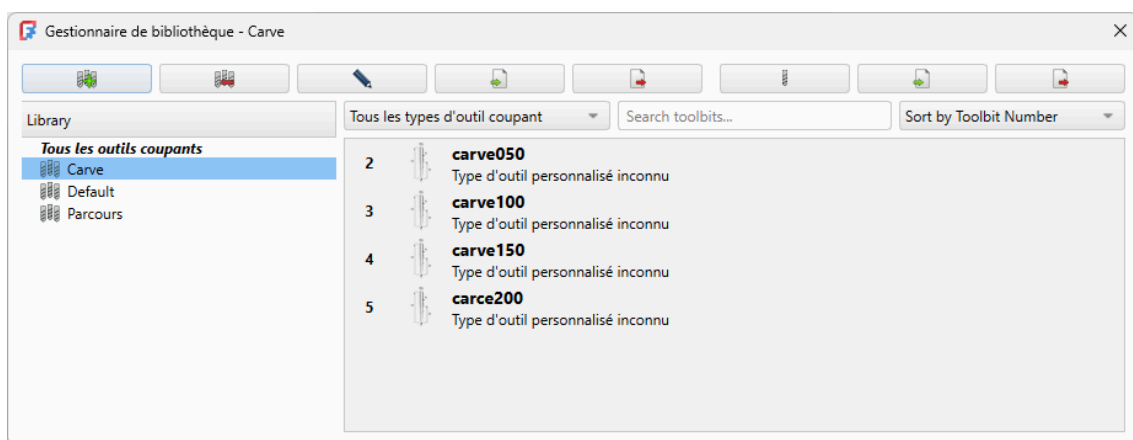 Gestionnaire de bibliothèque - Carve
Library
Tous les types d'outil coupant
Search toolbits...
Sort by Toolbit Number
Tous les outils coupants
Carve
Default
Parcours
2 carve050
Type d'outil personnalisé inconnu
3 carve100
Type d'outil personnalisé inconnu
4 carve150
Type d'outil personnalisé inconnu
5 carce200
Type d'outil personnalisé inconnu